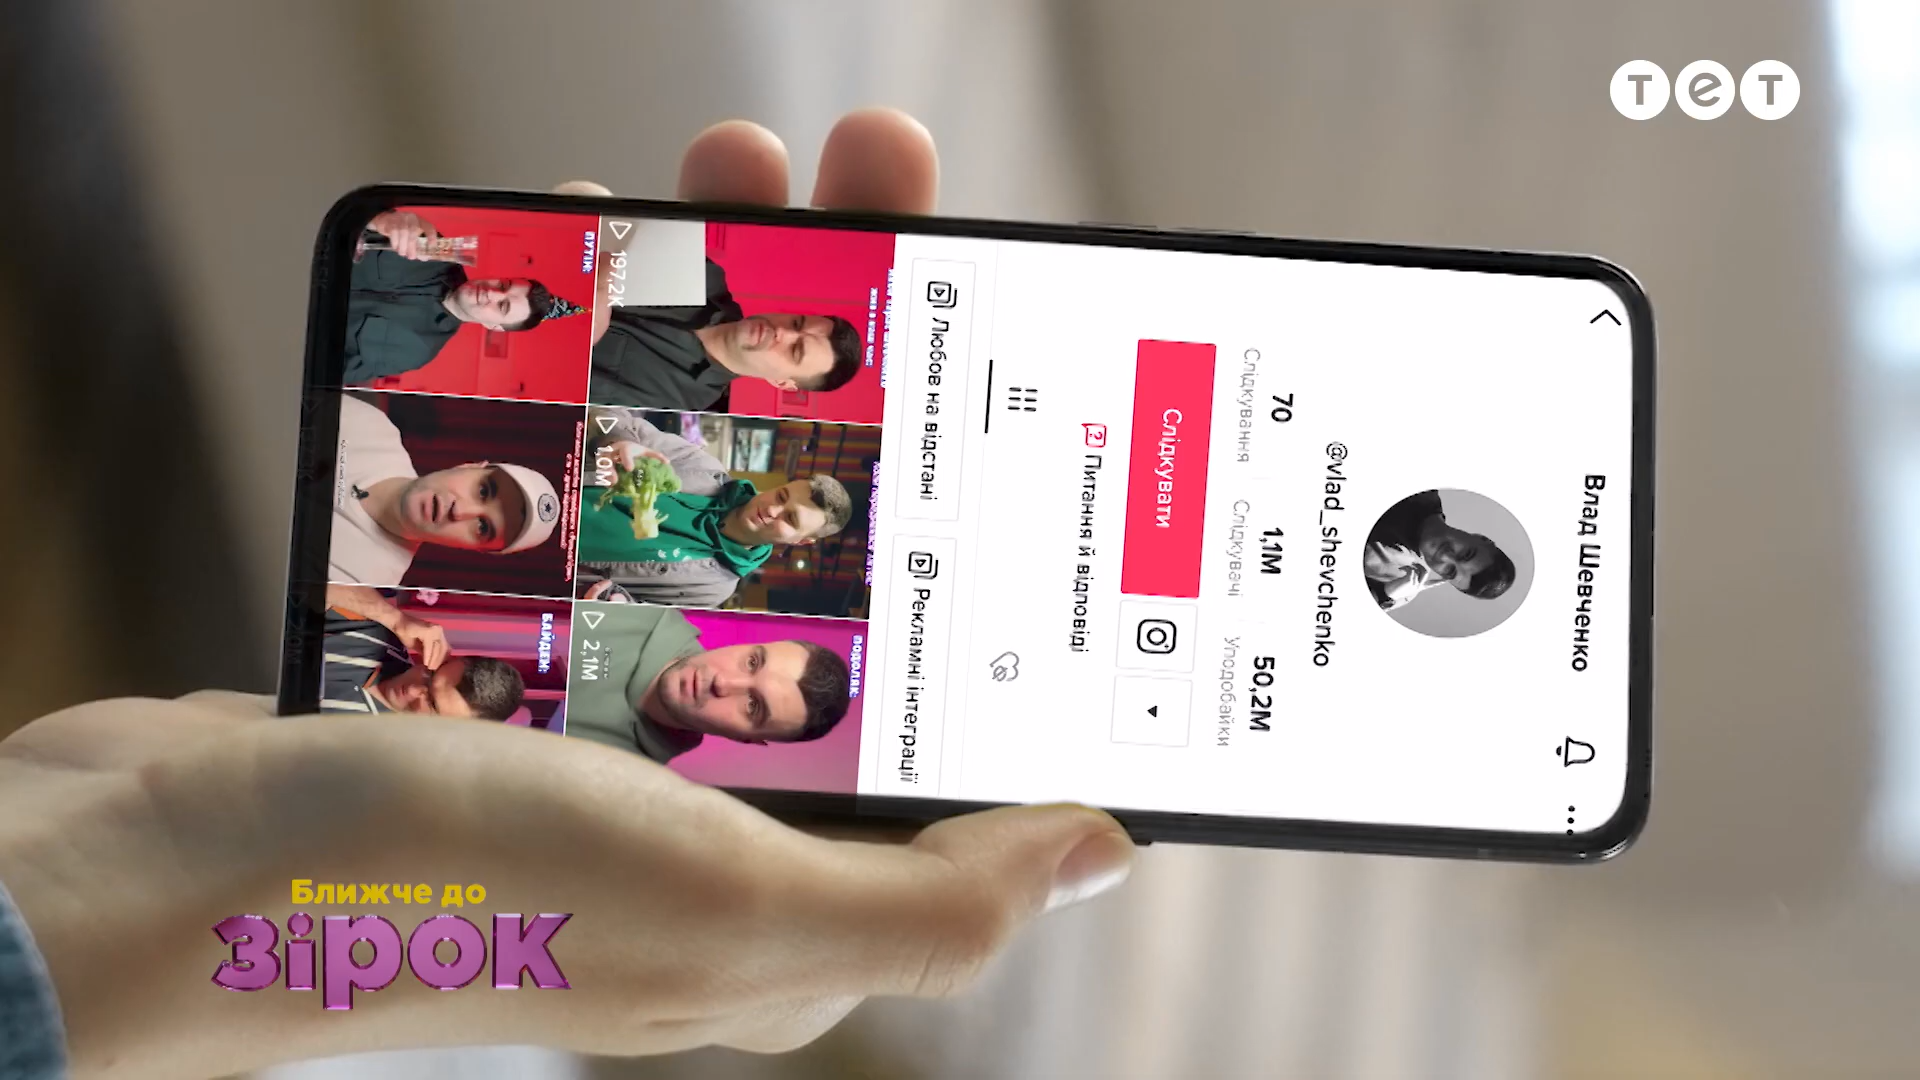 тет
Влад Шевченко
@vlad_shevchenko
70
Слідкування
1,1M
Слідкувачі
50,2M
Уподобайки
Слідкувати
Питання й відповіді
Любов на відстані
Рекламні інтеграції
197,2K
ПУТІН:
1,0M
ПОДОЛЯК:
2,1M
БАЙДЕН:
Ближче до
зірок